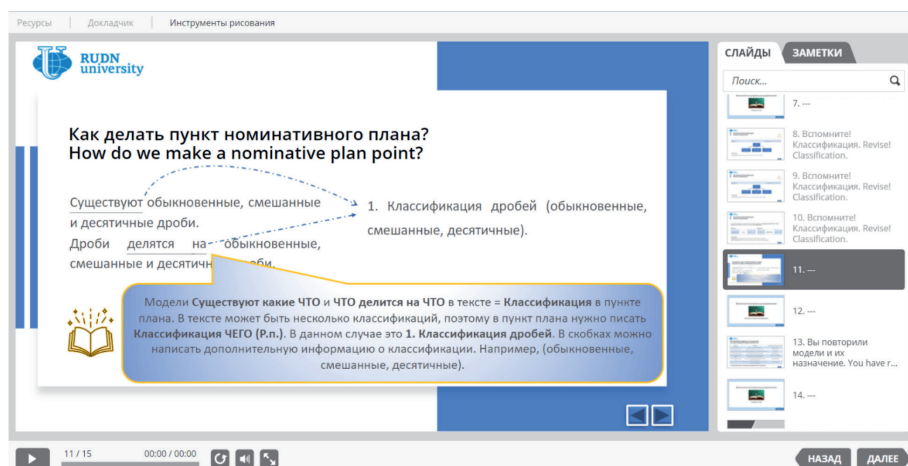 Ресурсы
Докладчик
Инструменты рисования
RUDN
university
Как делать пункт номинативного плана?
How do we make a nominative plan point?
Существуют обыкновенные, смешанные
и десятичные дроби.
Дроби делятся на обыкновенные,
смешанные и десятичные дроби.
1. Классификация дробей (обыкновенные,
смешанные, десятичные).
Модели Существуют какие ЧТО и ЧТО делится на ЧТО в тексте = Классификация в пункте
плана. В тексте может быть несколько классификаций, поэтому в пункт плана нужно писать
Классификация ЧЕГО (Р.п.). В данном случае это 1. Классификация дробей. В скобках можно
написать дополнительную информацию о классификации. Например, (обыкновенные,
смешанные, десятичные).
СЛАЙДЫ
ЗАМЕТКИ
Поиск...
7. ---
8. Вспомните!
Классификация. Revise!
Classification.
9. Вспомните!
Классификация. Revise!
Classification.
10. Вспомните!
Классификация. Revise!
Classification.
11. ---
12. ---
13. Вы повторили
модели и их
назначение. You have r...
14. ---
11 / 15
00:00 / 00:00
НАЗАД
ДАЛЕЕ